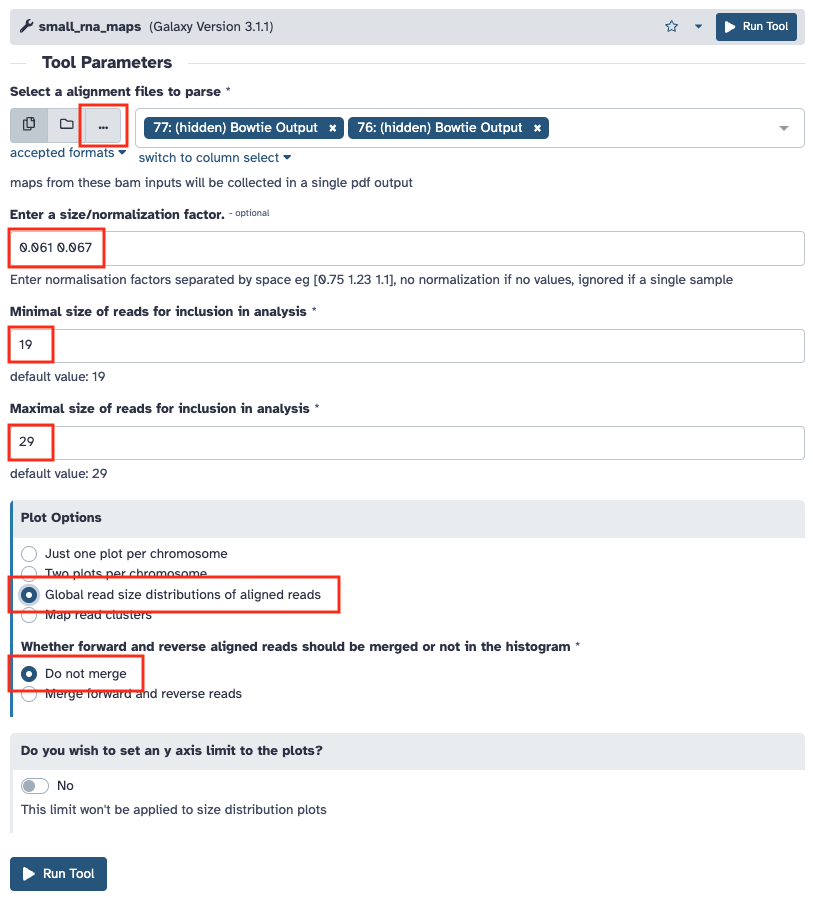 small_rna_maps (Galaxy Version 3.1.1) Run Tool
Tool Parameters
Select a alignment files to parse *
... 77: (hidden) Bowtie Output × 76: (hidden) Bowtie Output ×
accepted formats switch to column select
maps from these bam inputs will be collected in a single pdf output
Enter a size/normalization factor. - optional
0.061 0.067
Enter normalisation factors separated by space eg [0.75 1.23 1.1], no normalization if no values, ignored if a single sample
Minimal size of reads for inclusion in analysis *
19
default value: 19
Maximal size of reads for inclusion in analysis *
29
default value: 29
Plot Options
Just one plot per chromosome
Two plots per chromosome
Global read size distributions of aligned reads
Map read clusters
Whether forward and reverse aligned reads should be merged or not in the histogram *
Do not merge
Merge forward and reverse reads
Do you wish to set an y axis limit to the plots?
No
This limit won't be applied to size distribution plots
Run Tool